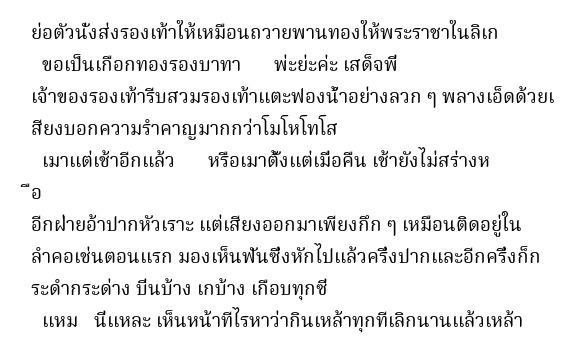 ย่อตัวนั่งส่งรองเท้าให้เหมือนถวายพานทองให้พระราชาในลิเก
ขอเป็นเกือกทองรองบาทา พ่ะย่ะค่ะ เสด็จพี่
เจ้าของรองเท้ารีบสวมรองเท้าแตะฟองน้ำอย่างลวก ๆ พลางเอ็ดด้วยเ
สียงบอกความรำคาญมากกว่าโมโหโทโส
เมาแต่เช้าอีกแล้ว หรือเมาตั้งแต่เมื่อคืน เช้ายังไม่สร่างห
รือ
อีกฝ่ายอ้าปากหัวเราะ แต่เสียงออกมาเพียงกึก ๆ เหมือนติดอยู่ใน
ลำคอเช่นตอนแรก มองเห็นฟันซึ่งหักไปแล้วครึ่งปากและอีกครึ่งก็ก
ระดำกระด่าง บิ่นบ้าง เกบ้าง เกือบทุกซี่
แหม นี่แหละ เห็นหน้าทีไรหาว่ากินเหล้าทุกทีเลิกนานแล้วเหล้า